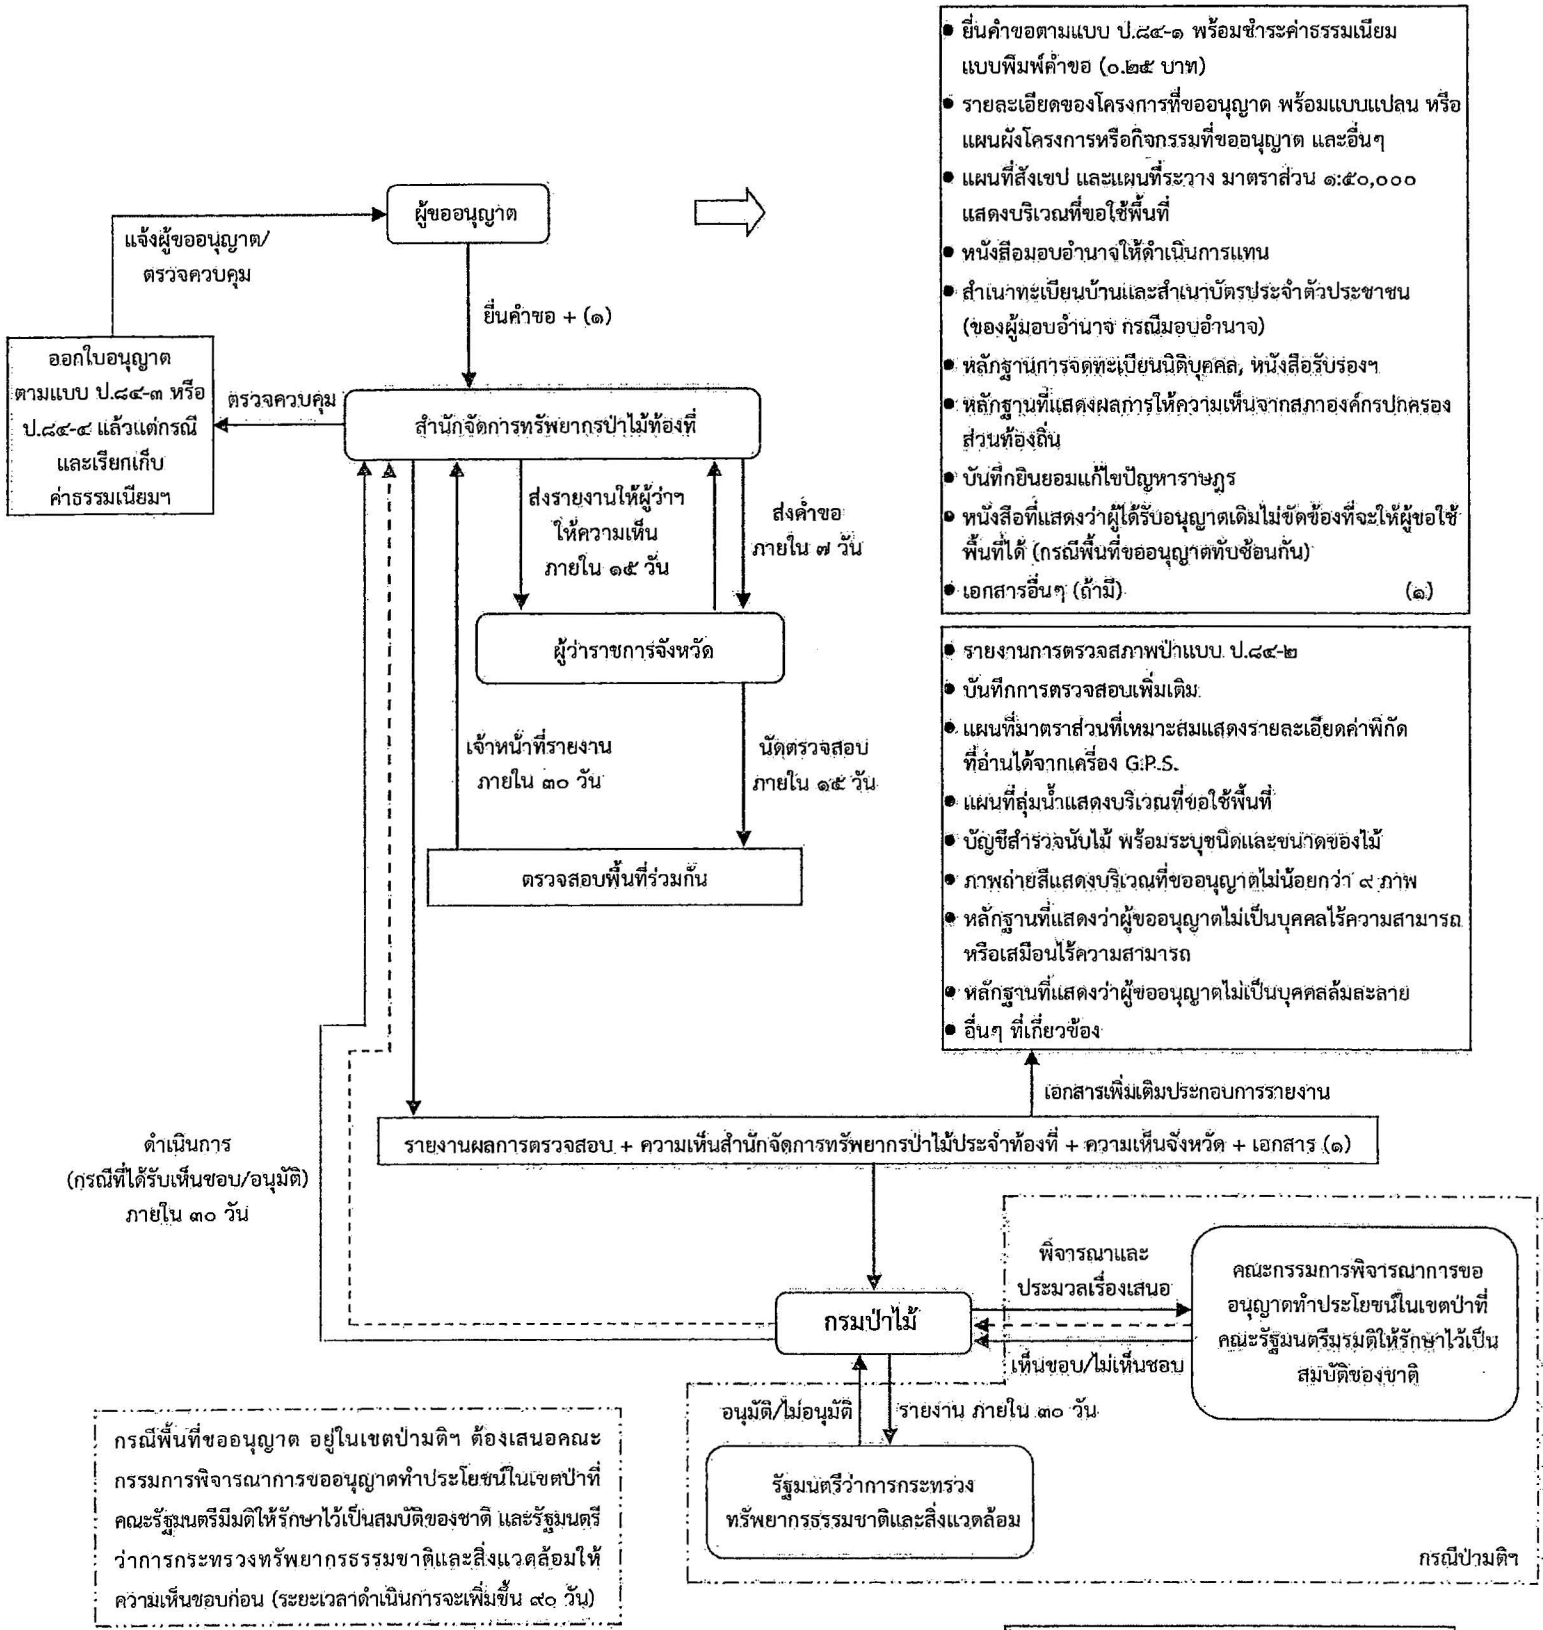 ● ยื่นคำขอตามแบบ ป.๘๔-๑ พร้อมชำระค่าธรรมเนียม
แบบพิมพ์คำขอ (๐.๒๕ บาท)
● รายละเอียดของโครงการที่ขออนุญาต พร้อมแบบแปลน หรือ
แผนผังโครงการหรือกิจกรรมที่ขออนุญาต และอื่นๆ
● แผนที่สังเขป และแผนที่ระวาง มาตราส่วน ๑:๕๐,๐๐๐
แสดงบริเวณที่ขอใช้พื้นที่
● หนังสือมอบอำนาจให้ดำเนินการแทน
● สำเนาทะเบียนบ้านและสำเนาบัตรประจำตัวประชาชน
(ของผู้มอบอำนาจ กรณีมอบอำนาจ)
● หลักฐานการจดทะเบียนนิติบุคคล, หนังสือรับรองฯ
● หลักฐานที่แสดงผลการให้ความเห็นจากสภาองค์กรปกครอง
ส่วนท้องถิ่น
● บันทึกยินยอมแก้ไขปัญหาราษฎร
● หนังสือที่แสดงว่าผู้ได้รับอนุญาตเดิมไม่ขัดข้องที่จะให้ผู้ขอใช้
พื้นที่ได้ (กรณีพื้นที่ขออนุญาตทับซ้อนกัน)
● เอกสารอื่นๆ (ถ้ามี) (๑)
ผู้ขออนุญาต
แจ้งผู้ขออนุญาต/
ตรวจควบคุม
ยื่นคำขอ + (๑)
ออกใบอนุญาต
ตามแบบ ป.๘๔-๓ หรือ
ป.๘๔-๔ แล้วแต่กรณี
และเรียกเก็บ
ค่าธรรมเนียมฯ
ตรวจควบคุม
สำนักจัดการทรัพยากรป่าไม้ท้องที่
ส่งรายงานให้ผู้ว่าฯ
ให้ความเห็น
ภายใน ๑๕ วัน
ส่งคำขอ
ภายใน ๗ วัน
ผู้ว่าราชการจังหวัด
เจ้าหน้าที่รายงาน
ภายใน ๓๐ วัน
นัดตรวจสอบ
ภายใน ๑๕ วัน
ตรวจสอบพื้นที่ร่วมกัน
● รายงานการตรวจสภาพป่าแบบ ป.๘๔-๒
● บันทึกการตรวจสอบเพิ่มเติม
● แผนที่มาตราส่วนที่เหมาะสมแสดงรายละเอียดค่าพิกัด
ที่อ่านได้จากเครื่อง G.P.S.
● แผนที่ลุ่มน้ำแสดงบริเวณที่ขอใช้พื้นที่
● บัญชีสำรวจนับไม้ พร้อมระบุชนิดและขนาดของไม้
● ภาพถ่ายสีแสดงบริเวณที่ขออนุญาตไม่น้อยกว่า ๙ ภาพ
● หลักฐานที่แสดงว่าผู้ขออนุญาตไม่เป็นบุคคลไร้ความสามารถ
หรือเสมือนไร้ความสามารถ
● หลักฐานที่แสดงว่าผู้ขออนุญาตไม่เป็นบุคคลล้มละลาย
● อื่นๆ ที่เกี่ยวข้อง
เอกสารเพิ่มเติมประกอบการรายงาน
รายงานผลการตรวจสอบ + ความเห็นสำนักจัดการทรัพยากรป่าไม้ประจำท้องที่ + ความเห็นจังหวัด + เอกสาร (๑)
ดำเนินการ
(กรณีที่ได้รับเห็นชอบ/อนุมัติ)
ภายใน ๓๐ วัน
กรมป่าไม้
พิจารณาและ
ประมวลเรื่องเสนอ
เห็นชอบ/ไม่เห็นชอบ
คณะกรรมการพิจารณาการขอ
อนุญาตทำประโยชน์ในเขตป่าที่
คณะรัฐมนตรีมรมติให้รักษาไว้เป็น
สมบัติของชาติ
อนุมัติ/ไม่อนุมัติ
รายงาน ภายใน ๓๐ วัน
รัฐมนตรีว่าการกระทรวง
ทรัพยากรธรรมชาติและสิ่งแวดล้อม
กรณีป่ามติฯ
กรณีพื้นที่ขออนุญาต อยู่ในเขตป่ามติฯ ต้องเสนอคณะ
กรรมการพิจารณาการขออนุญาตทำประโยชน์ในเขตป่าที่
คณะรัฐมนตรีมีมติให้รักษาไว้เป็นสมบัติของชาติ และรัฐมนตรี
ว่าการกระทรวงทรัพยากรธรรมชาติและสิ่งแวดล้อมให้
ความเห็นชอบก่อน (ระยะเวลาดำเนินการจะเพิ่มขึ้น ๙๐ วัน)